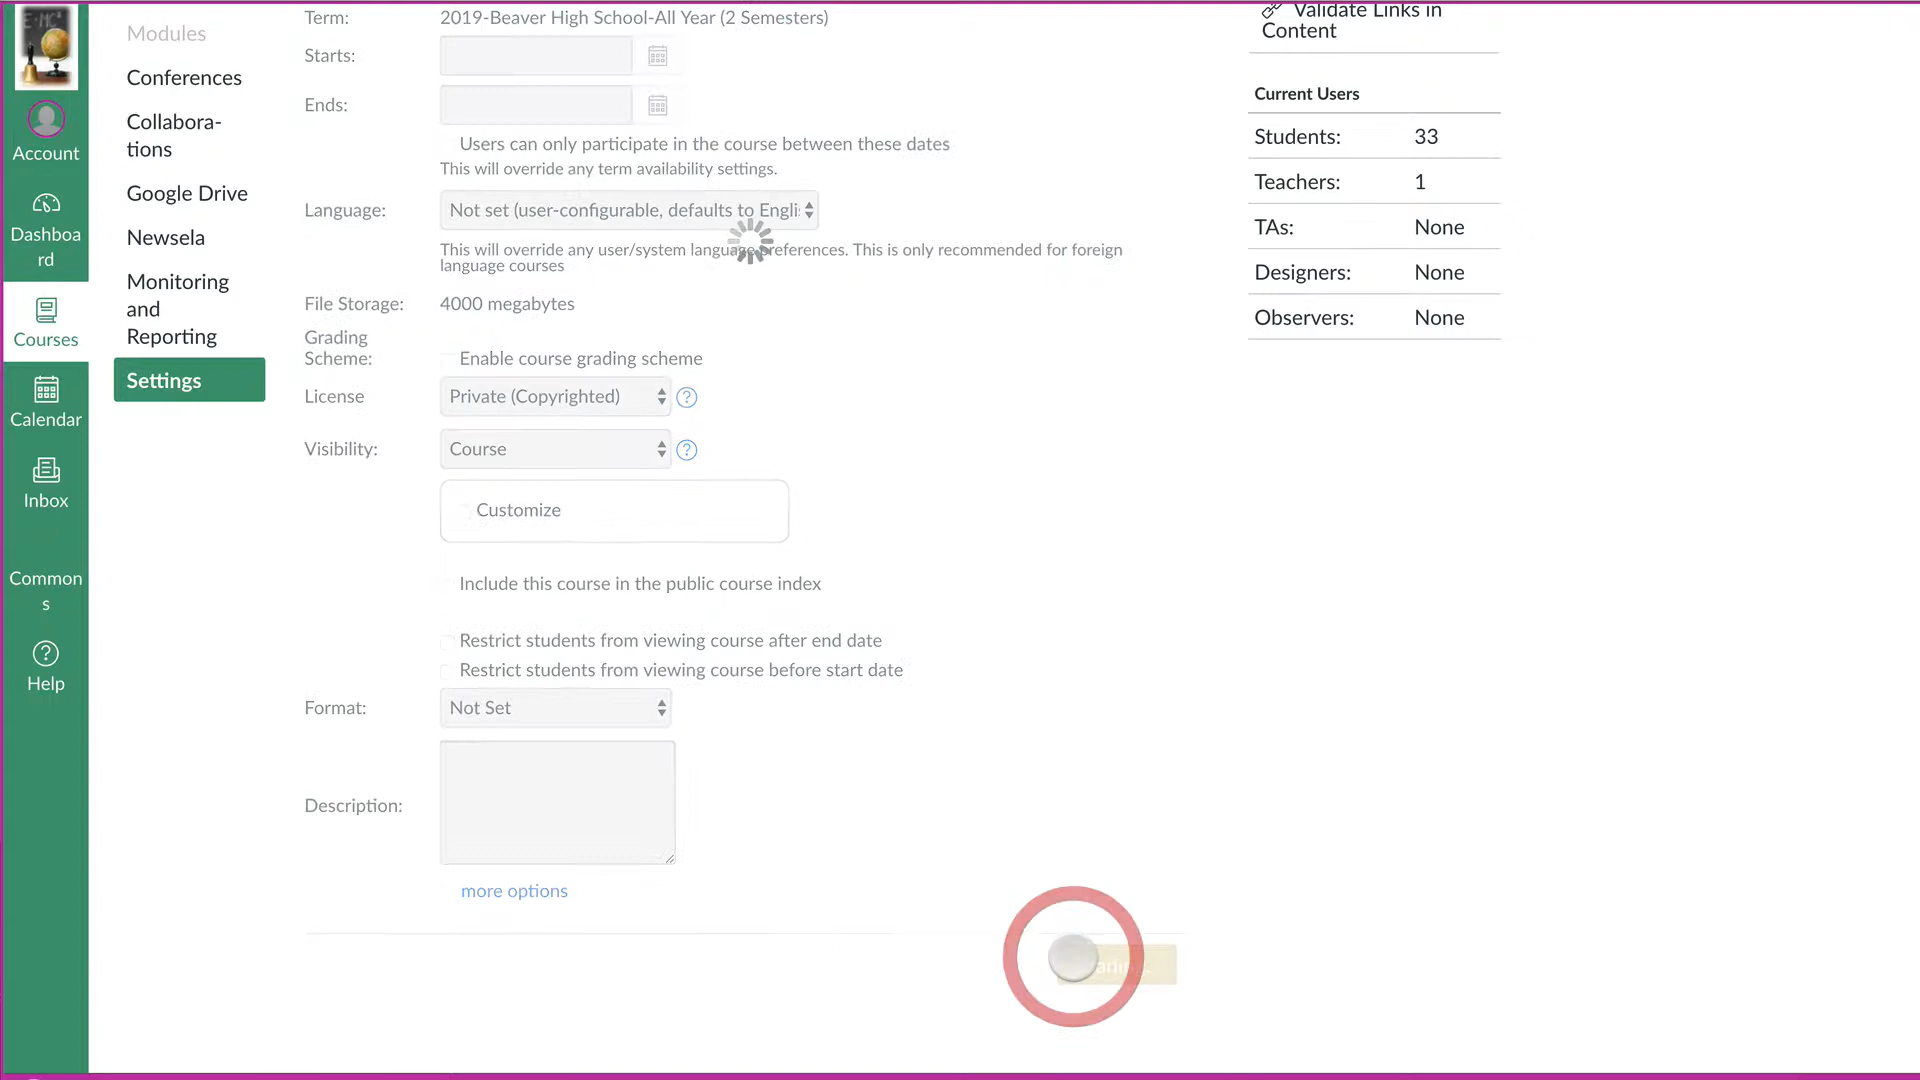 E=MC²
Account
Dashboa
rd
Courses
Calendar
Inbox
Common
s
Help
Modules
Conferences
Collabora-
tions
Google Drive
Newsela
Monitoring
and
Reporting
Settings
Term: 2019-Beaver High School-All Year (2 Semesters)
Starts:
Ends:
Users can only participate in the course between these dates
This will override any term availability settings.
Language: Not set (user-configurable, defaults to Engli
This will override any user/system language preferences. This is only recommended for foreign
language courses
File Storage: 4000 megabytes
Grading
Scheme: Enable course grading scheme
License Private (Copyrighted) ?
Visibility: Course ?
Customize
Include this course in the public course index
Restrict students from viewing course after end date
Restrict students from viewing course before start date
Format: Not Set
Description:
more options
Validate Links in
Content
Current Users
Students: 33
Teachers: 1
TAs: None
Designers: None
Observers: None